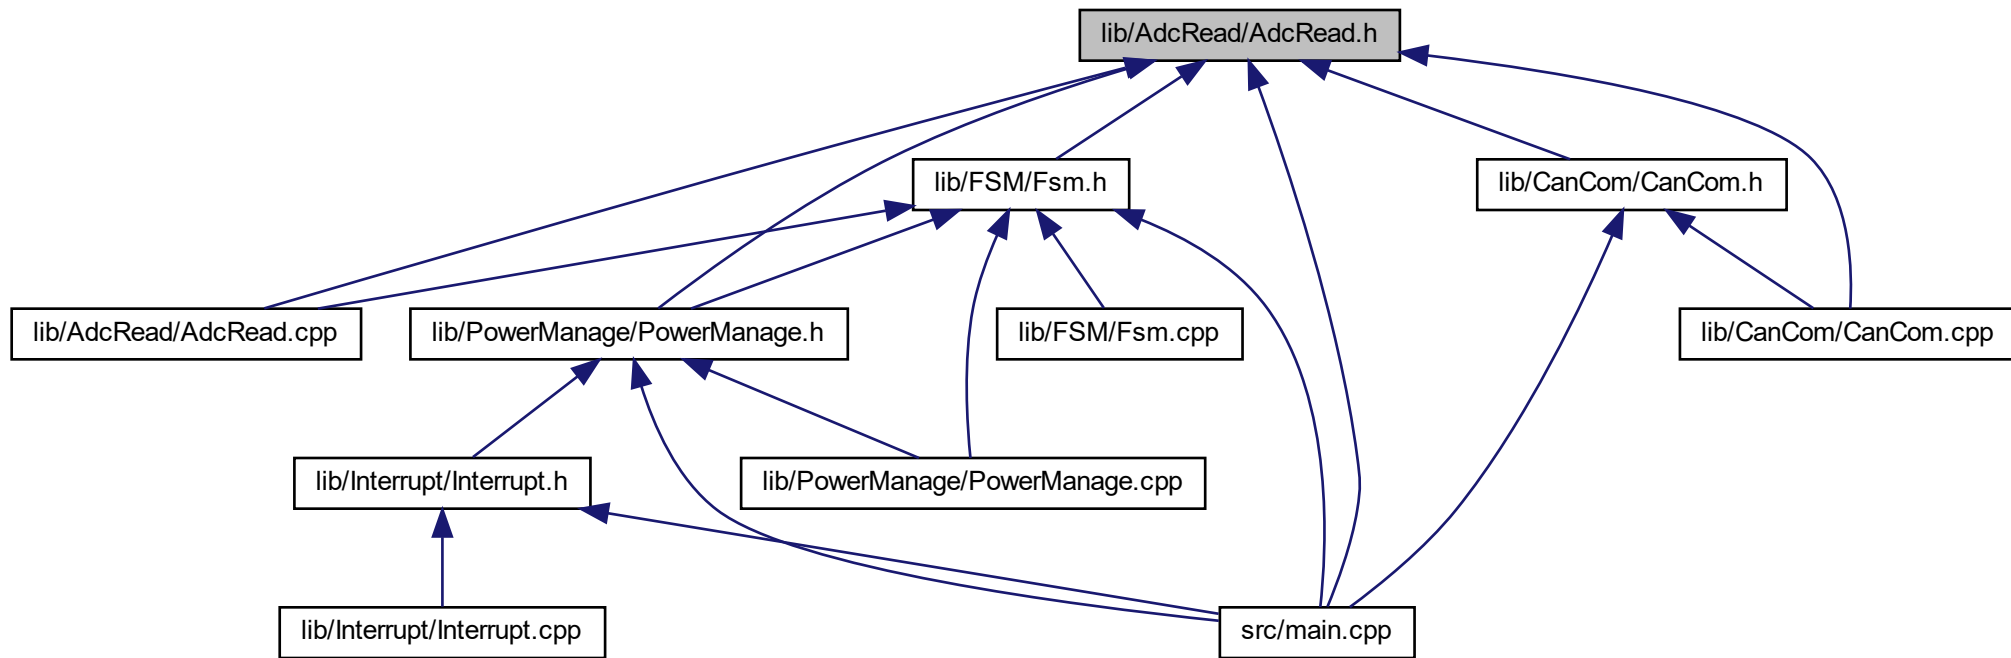 lib/AdcRead/AdcRead.h
lib/FSM/Fsm.h
lib/CanCom/CanCom.h
lib/AdcRead/AdcRead.cpp
lib/PowerManage/PowerManage.h
lib/FSM/Fsm.cpp
lib/CanCom/CanCom.cpp
lib/Interrupt/Interrupt.h
lib/PowerManage/PowerManage.cpp
lib/Interrupt/Interrupt.cpp
src/main.cpp